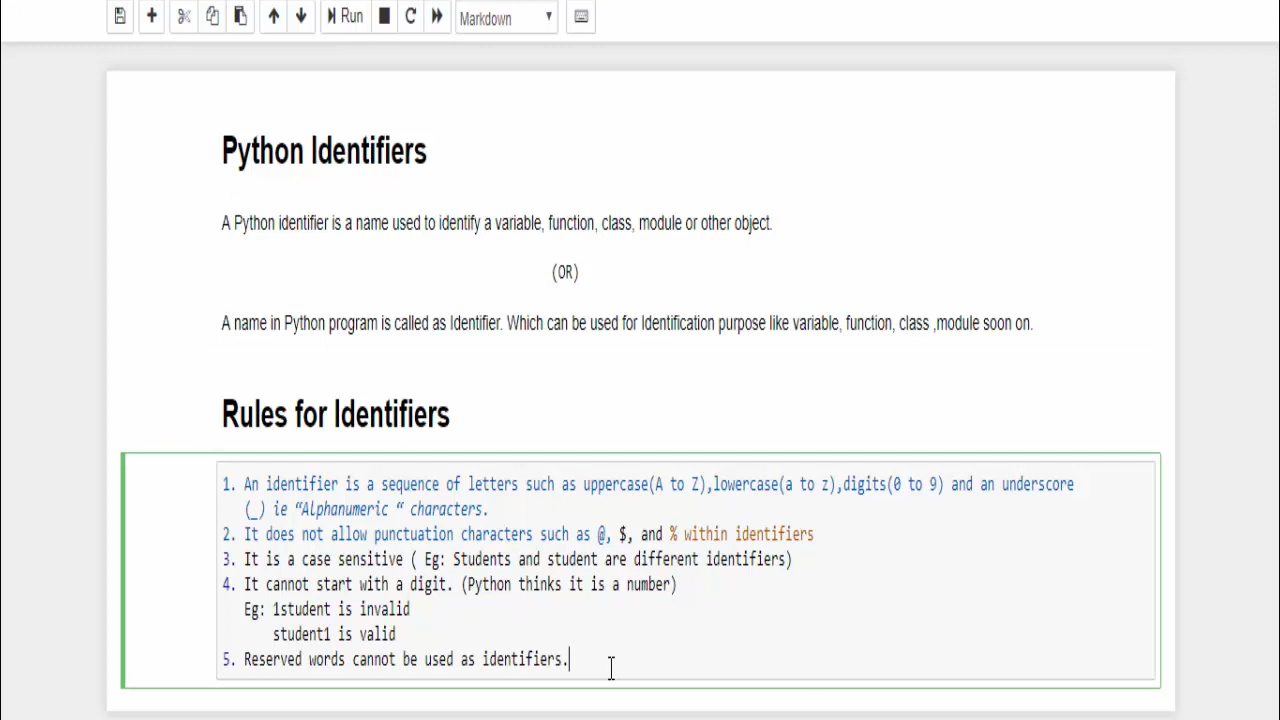 Run Markdown
Python Identifiers
A Python identifier is a name used to identify a variable, function, class, module or other object.
(OR)
A name in Python program is called as Identifier. Which can be used for Identification purpose like variable, function, class ,module soon on.
Rules for Identifiers
1. An identifier is a sequence of letters such as uppercase(A to Z),lowercase(a to z),digits(0 to 9) and an underscore
(_) ie “Alphanumeric “ characters.
2. It does not allow punctuation characters such as @, $, and % within identifiers
3. It is a case sensitive ( Eg: Students and student are different identifiers)
4. It cannot start with a digit. (Python thinks it is a number)
Eg: 1student is invalid
student1 is valid
5. Reserved words cannot be used as identifiers.